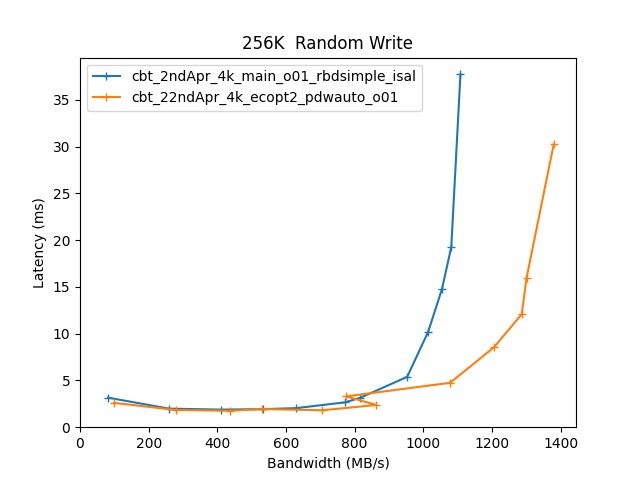 256K  Random Write
cbt_2ndApr_4k_main_o01_rbdsimple_isal
cbt_22ndApr_4k_ecopt2_pdwauto_o01
Latency (ms)
35
30
25
20
15
10
5
0
0 200 400 600 800 1000 1200 1400
Bandwidth (MB/s)